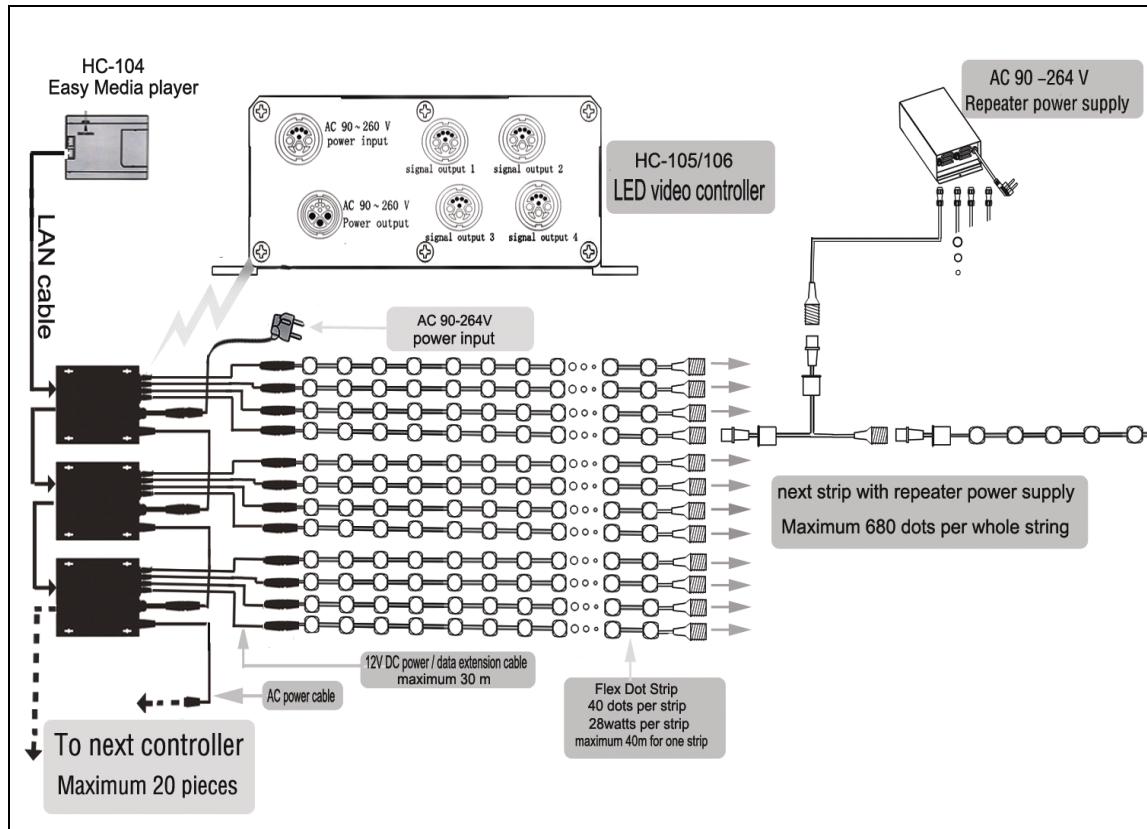 HC-104
Easy Media player
LAN cable
AC 90~260 V
power input
AC 90~260 V
Power output
signal output 1
signal output 2
signal output 3
signal output 4
HC-105/106
LED video controller
AC 90 –264 V
Repeater power supply
AC 90-264V
power input
next strip with repeater power supply
Maximum 680 dots per whole string
12V DC power / data extension cable
maximum 30 m
AC power cable
Flex Dot Strip
40 dots per strip
28watts per strip
maximum 40m for one strip
To next controller
Maximum 20 pieces